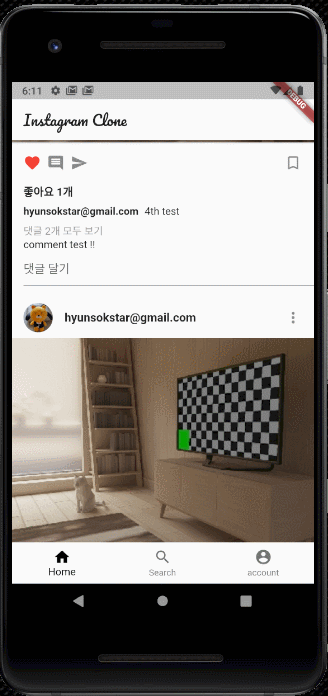 6:11
DEBUG
Instagram Clone
좋아요 1개
hyunsokstar@gmail.com 4th test
댓글 2개 모두 보기
comment test !!
댓글 달기
hyunsokstar@gmail.com
Home Search account